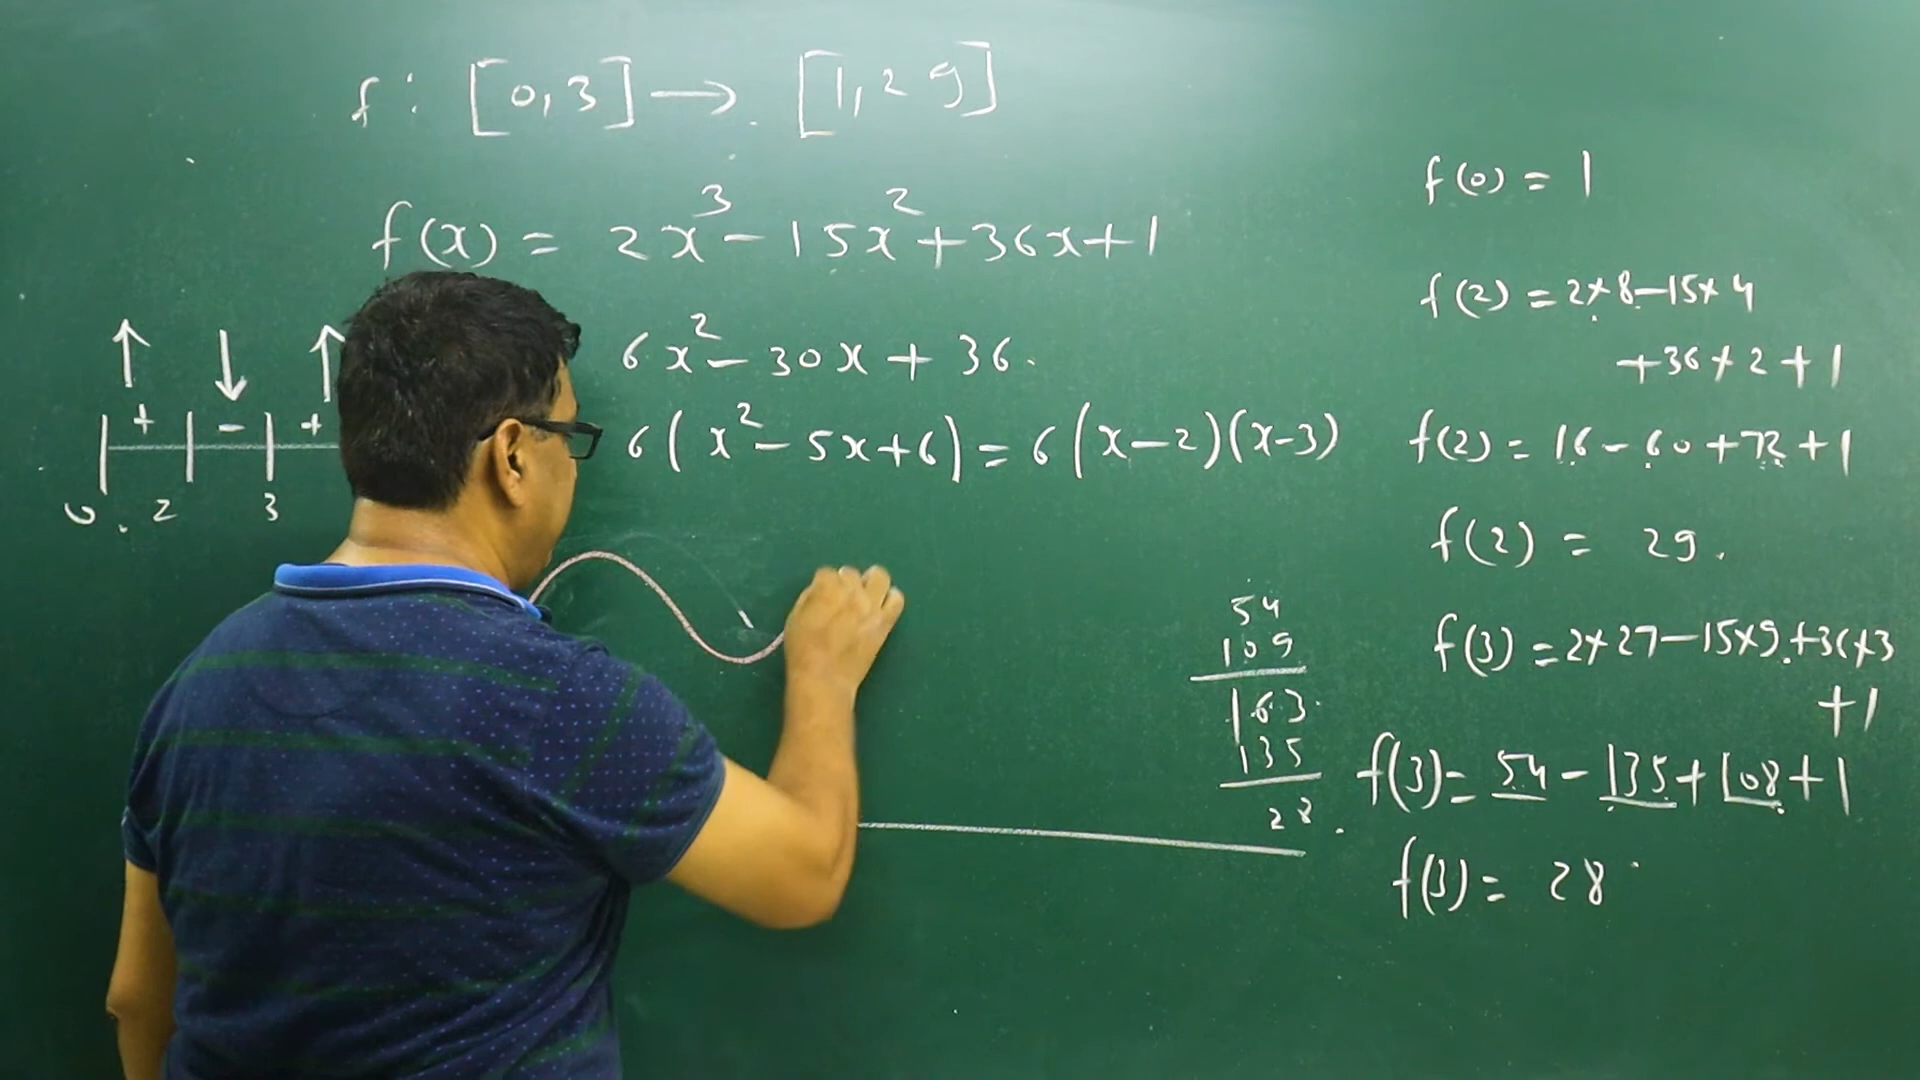 f : [0,3] → [1,29]
f(x) = 2x³ - 15x² + 36x + 1
6x² - 30x + 36.
6(x² - 5x + 6) = 6(x-2)(x-3)
↑ ↓ ↑
+ - +
0 2 3
f(0) = 1
f(2) = 2×8 - 15×4
+ 36×2 + 1
f(2) = 16 - 60 + 72 + 1
f(2) = 29.
f(3) = 2×27 - 15×9 + 36×3
+ 1
f(3) = 54 - 135 + 108 + 1
f(3) = 28
54
109
163
135
28